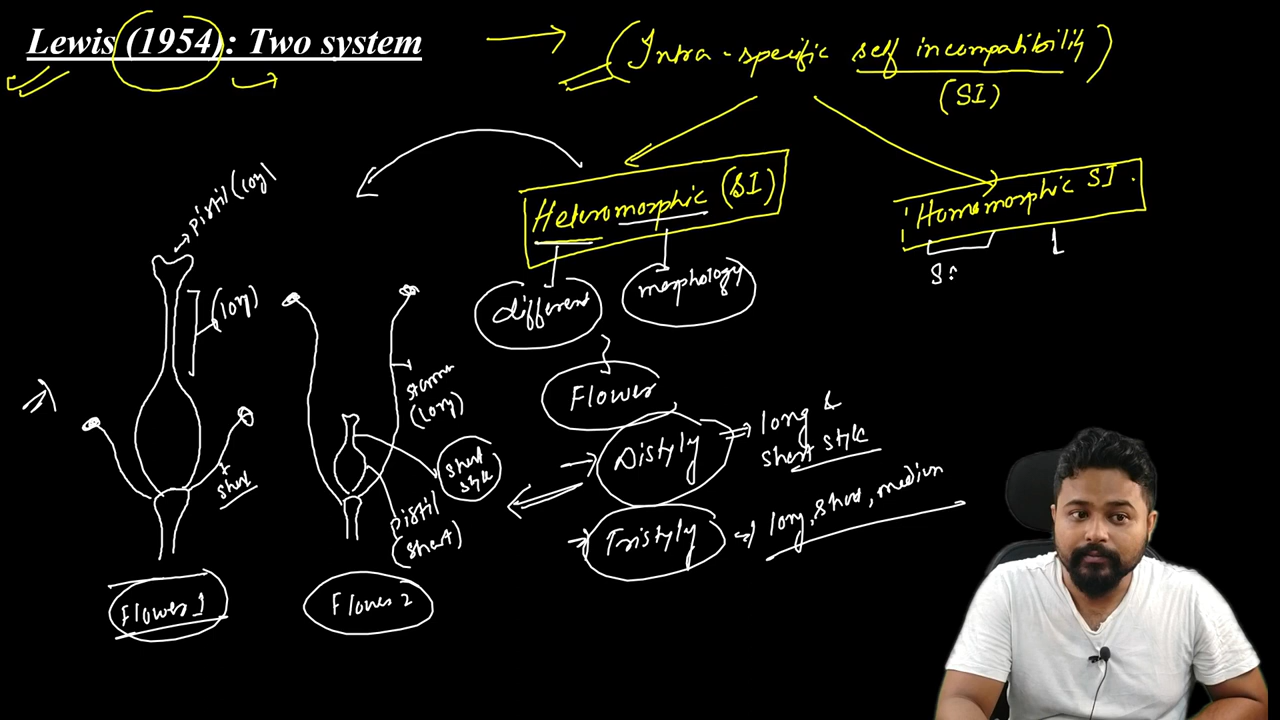 Lewis (1954): Two system
(Intra-specific self incompatibility)
(SI)
Heteromorphic (SI)
Homomorphic SI.
different
morphology
Flower
Distyly
long &
short style
Tristyly
long, short, medium
pistil (long)
(long)
short
Flower 1
stamen
(long)
short
style
pistil
(short)
Flower 2